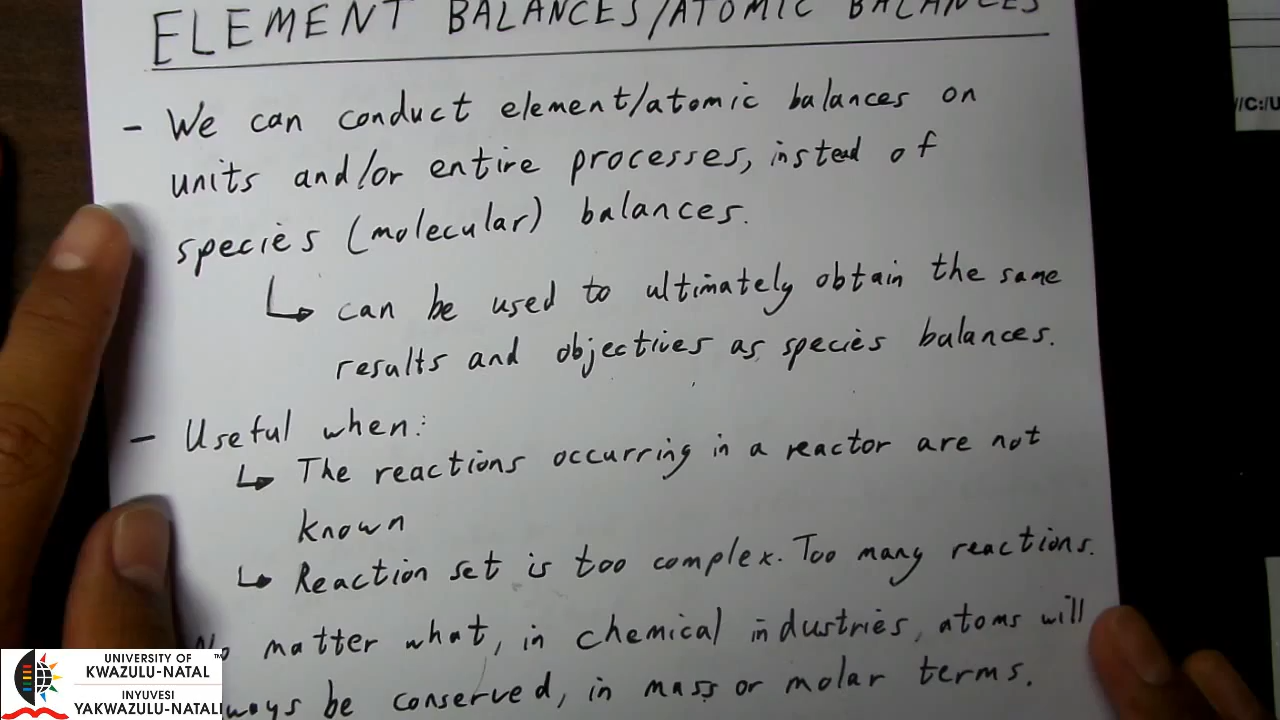 ELEMENT BALANCES/ATOMIC BALANCES
- We can conduct element/atomic balances on
units and/or entire processes, instead of
species (molecular) balances.
↳ can be used to ultimately obtain the same
results and objectives as species balances.
- Useful when:
↳ The reactions occurring in a reactor are not
known
↳ Reaction set is too complex. Too many reactions.
No matter what, in chemical industries, atoms will
ways be conserved, in mass or molar terms.
//C:/U
UNIVERSITY OF ™
KWAZULU-NATAL
INYUVESI
YAKWAZULU-NATALI